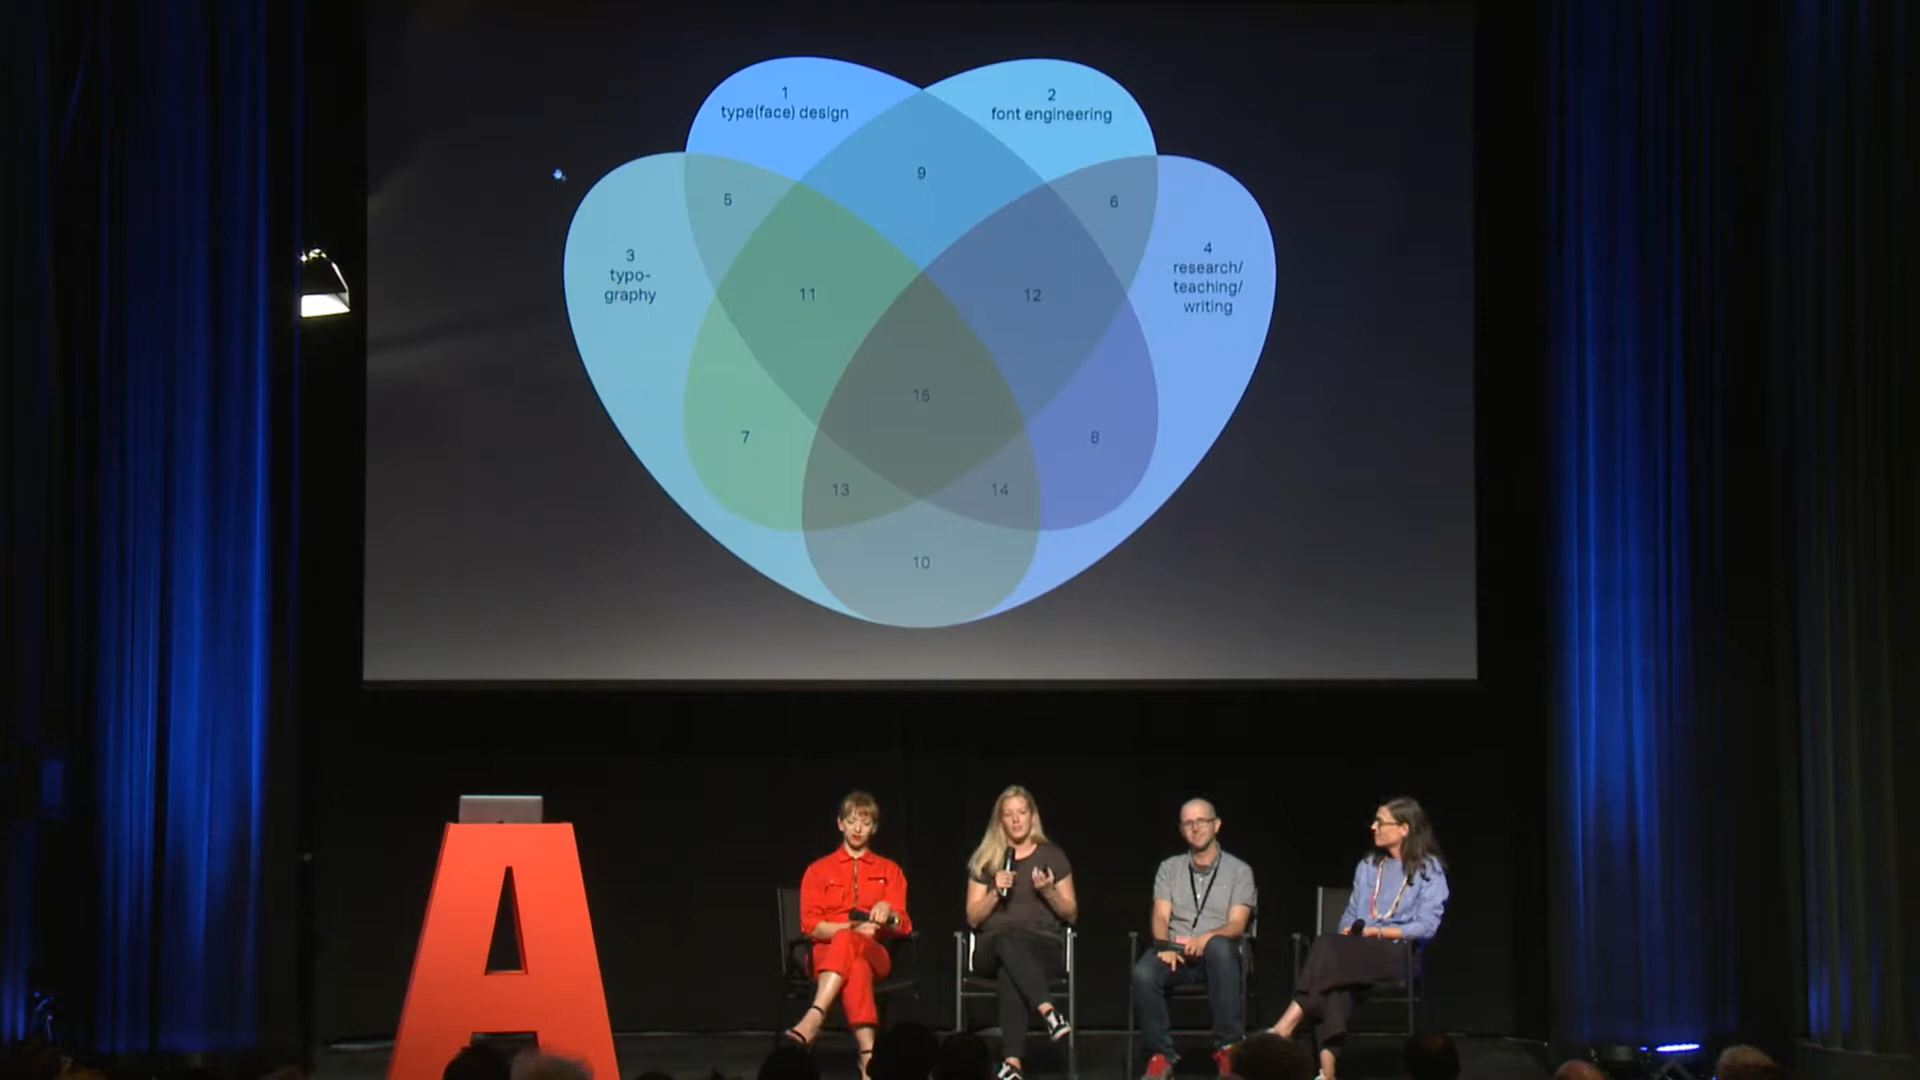 1
type(face) design
2
font engineering
9
5
6
3
typo-
graphy
4
research/
teaching/
writing
11
12
15
7
8
13
14
10
A